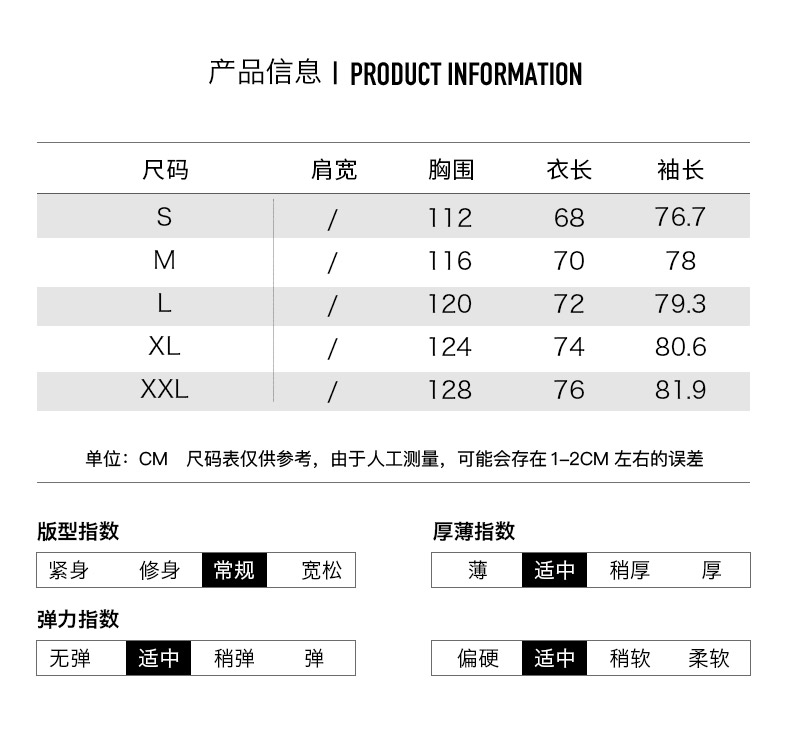 产品信息 | PRODUCT INFORMATION
尺码 肩宽 胸围 衣长 袖长
S / 112 68 76.7
M / 116 70 78
L / 120 72 79.3
XL / 124 74 80.6
XXL / 128 76 81.9
单位：CM 尺码表仅供参考，由于人工测量，可能会存在1-2CM 左右的误差
版型指数
紧身 修身 常规 宽松
厚薄指数
薄 适中 稍厚 厚
弹力指数
无弹 适中 稍弹 弹
偏硬 适中 稍软 柔软